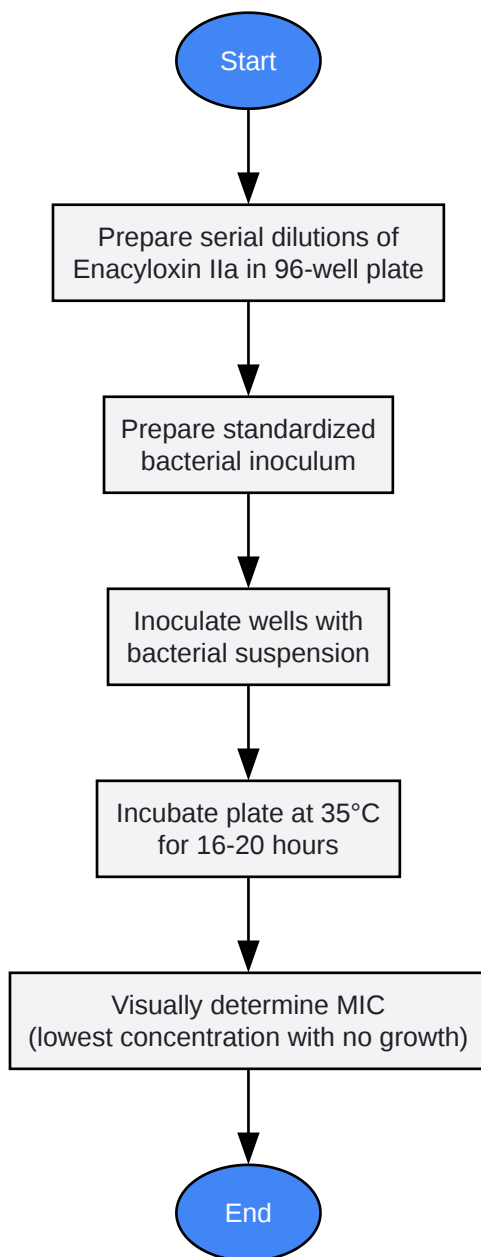 Start
Prepare serial dilutions of
Enacyloxin IIa in 96-well plate
Prepare standardized
bacterial inoculum
Inoculate wells with
bacterial suspension
Incubate plate at 35°C
for 16-20 hours
Visually determine MIC
(lowest concentration with no growth)
End